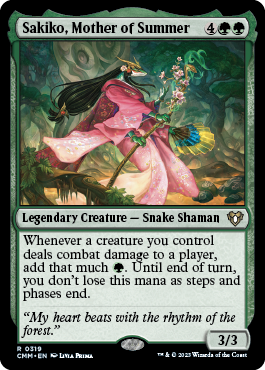 Sakiko, Mother of Summer 4
Legendary Creature — Snake Shaman
Whenever a creature you control
deals combat damage to a player,
add that much. Until end of turn,
you don't lose this mana as steps and
phases end.
"My heart beats with the rhythm of the
forest."
3/3
R 0319
CMM • EN LIVIA PRIMA
™ & © 2023 Wizards of the Coast